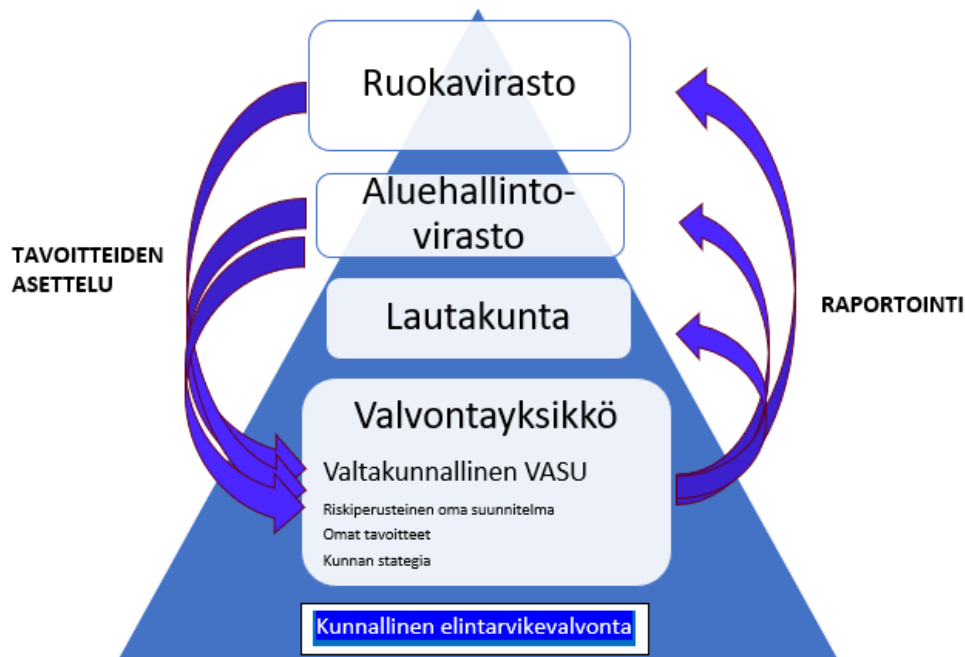 Ruokavirasto
Aluehallinto-
virasto
TAVOITTEIDEN
ASETTELU
Lautakunta
RAPORTOINTI
Valvontayksikkö
Valtakunnallinen VASU
Riskiperusteinen oma suunnitelma
Omat tavoitteet
Kunnan stategia
Kunnallinen elintarvikevalvonta